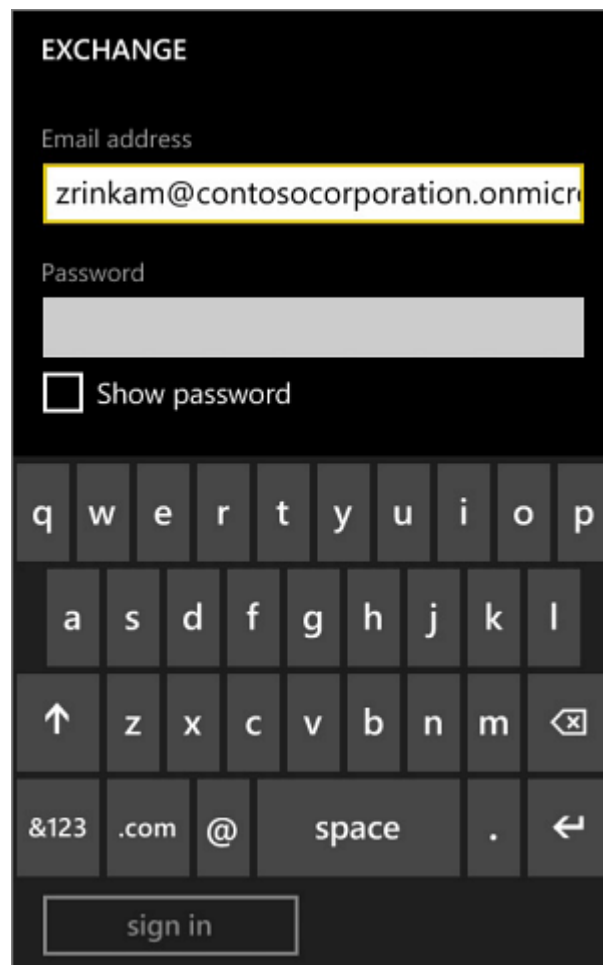 EXCHANGE
Email address
zrinkam@contosocorporation.onmicr
Password
Show password
q w e r t y u i o p
a s d f g h j k l
z x c v b n m
&123 .com @ space .
sign in